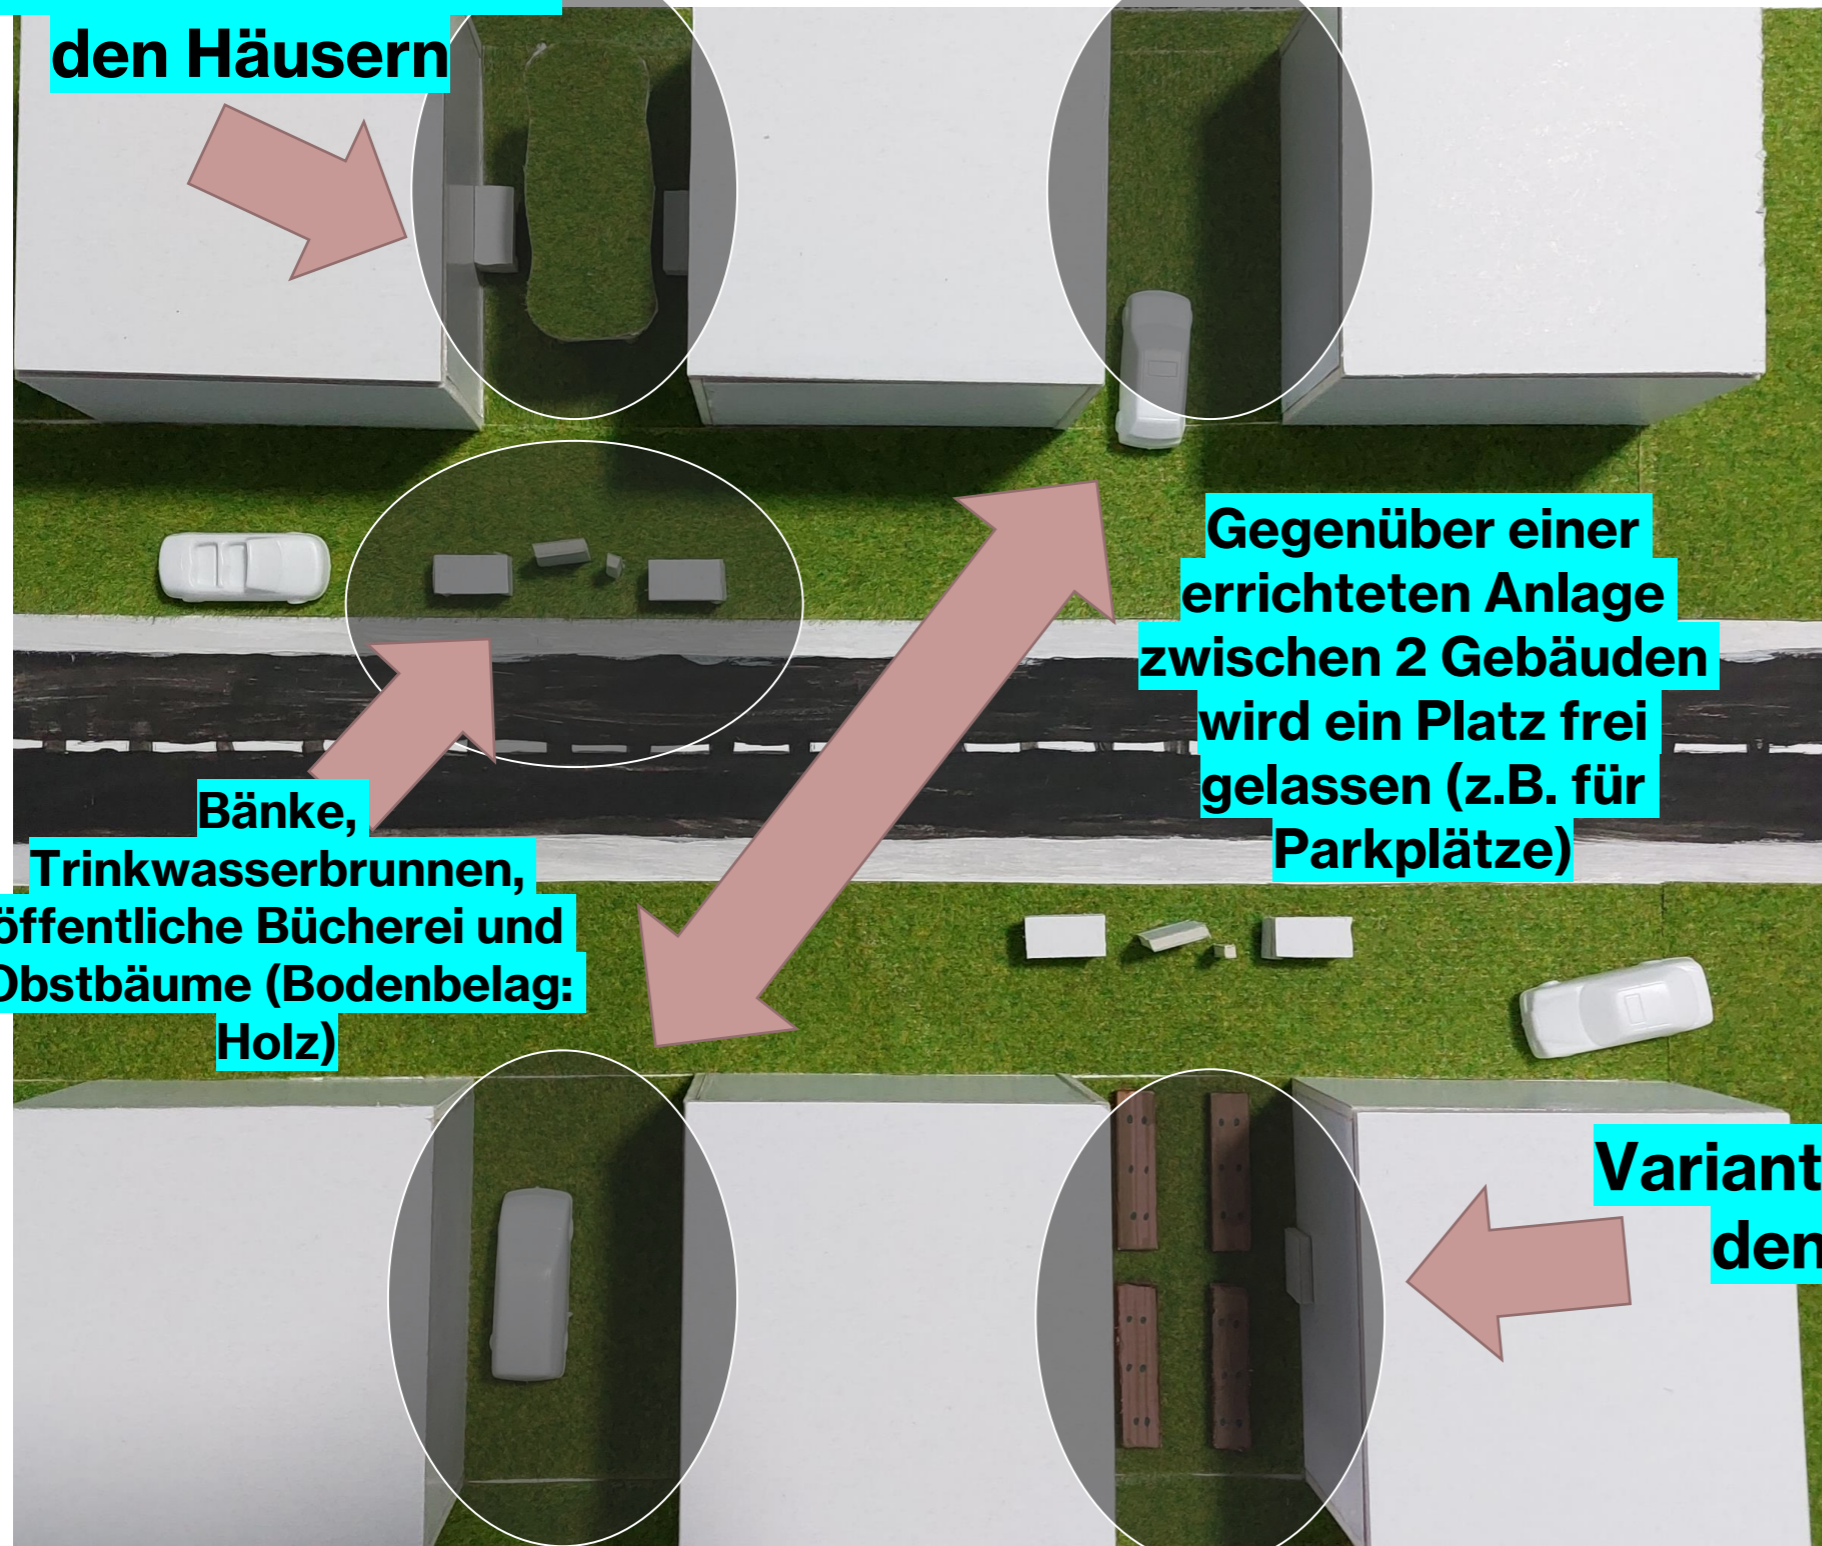 den Häusern
Gegenüber einer
errichteten Anlage
zwischen 2 Gebäuden
wird ein Platz frei
gelassen (z.B. für
Parkplätze)
Bänke,
Trinkwasserbrunnen,
öffentliche Bücherei und
Obstbäume (Bodenbelag:
Holz)
Variant
den